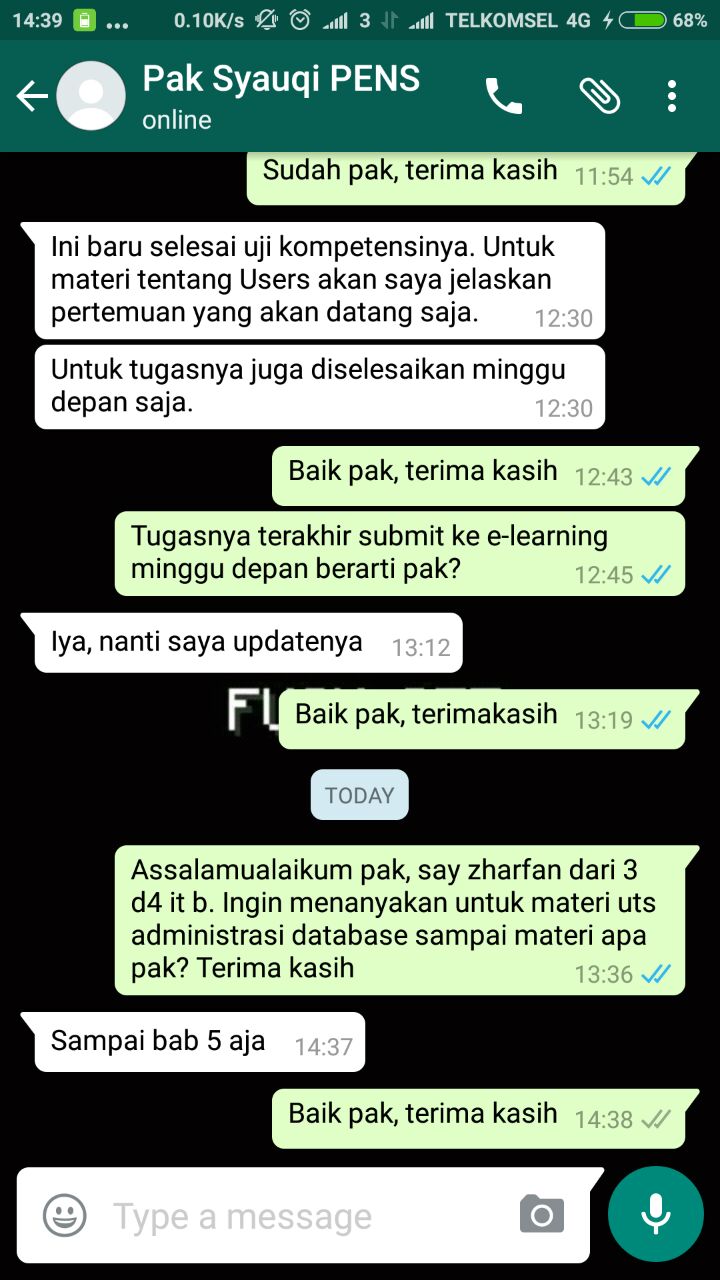 14:39 ... 0.10K/s 3 TELKOMSEL 4G 68%
Pak Syauqi PENS
online
Sudah pak, terima kasih 11:54
Ini baru selesai uji kompetensinya. Untuk
materi tentang Users akan saya jelaskan
pertemuan yang akan datang saja. 12:30
Untuk tugasnya juga diselesaikan minggu
depan saja. 12:30
Baik pak, terima kasih 12:43
Tugasnya terakhir submit ke e-learning
minggu depan berarti pak? 12:45
Iya, nanti saya updatenya 13:12
Baik pak, terimakasih 13:19
TODAY
Assalamualaikum pak, say zharfan dari 3
d4 it b. Ingin menanyakan untuk materi uts
administrasi database sampai materi apa
pak? Terima kasih 13:36
Sampai bab 5 aja 14:37
Baik pak, terima kasih 14:38
Type a message